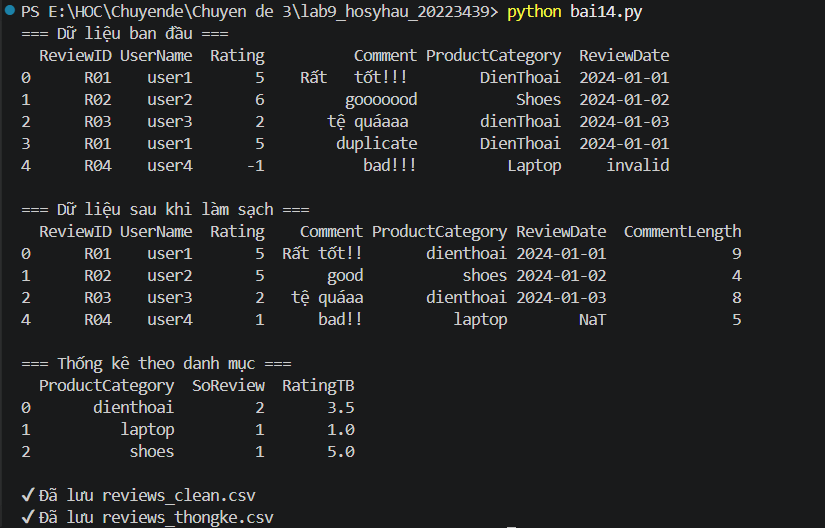 PS E:\HOC\Chuyende\Chuyen de 3\lab9_hosyhau_20223439> python bai14.py
=== Dữ liệu ban đầu ===
  ReviewID UserName  Rating          Comment ProductCategory  ReviewDate
0      R01    user1       5    Rất   tốt!!!        DienThoai  2024-01-01
1      R02    user2       6         gooooood           Shoes  2024-01-02
2      R03    user3       2       tệ quáaaa        dienThoai  2024-01-03
3      R01    user1       5        duplicate       DienThoai  2024-01-01
4      R04    user4      -1           bad!!!          Laptop     invalid
=== Dữ liệu sau khi làm sạch ===
  ReviewID UserName  Rating    Comment ProductCategory ReviewDate  CommentLength
0      R01    user1       5  Rất tốt!!       dienthoai 2024-01-01              9
1      R02    user2       5       good           shoes 2024-01-02              4
2      R03    user3       2   tệ quáaa       dienthoai 2024-01-03              8
4      R04    user4       1      bad!!          laptop        NaT              5
=== Thống kê theo danh mục ===
  ProductCategory  SoReview  RatingTB
0       dienthoai         2       3.5
1          laptop         1       1.0
2           shoes         1       5.0
✓ Đã lưu reviews_clean.csv
✓ Đã lưu reviews_thongke.csv